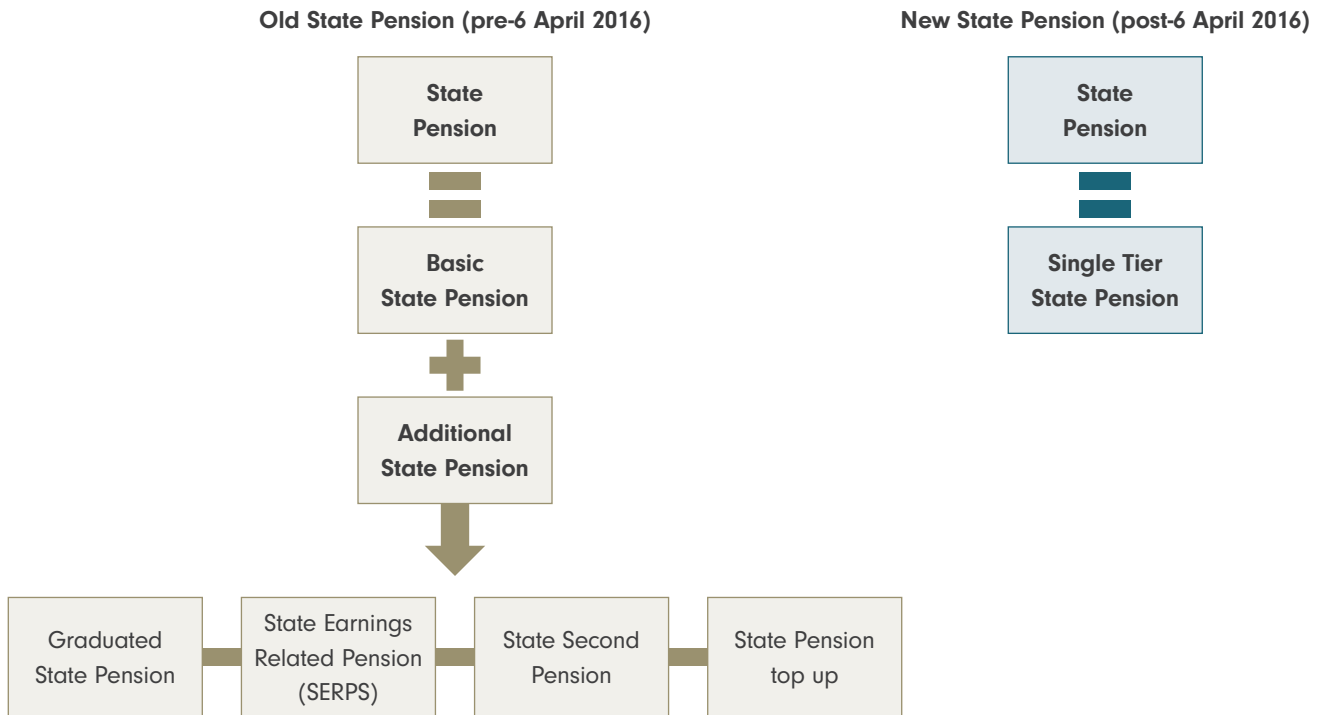 Old State Pension (pre-6 April 2016)
State
Pension
Basic
State Pension
Additional
State Pension
Graduated
State Pension
State Earnings
Related Pension
(SERPS)
State Second
Pension
State Pension
top up
New State Pension (post-6 April 2016)
State
Pension
Single Tier
State Pension